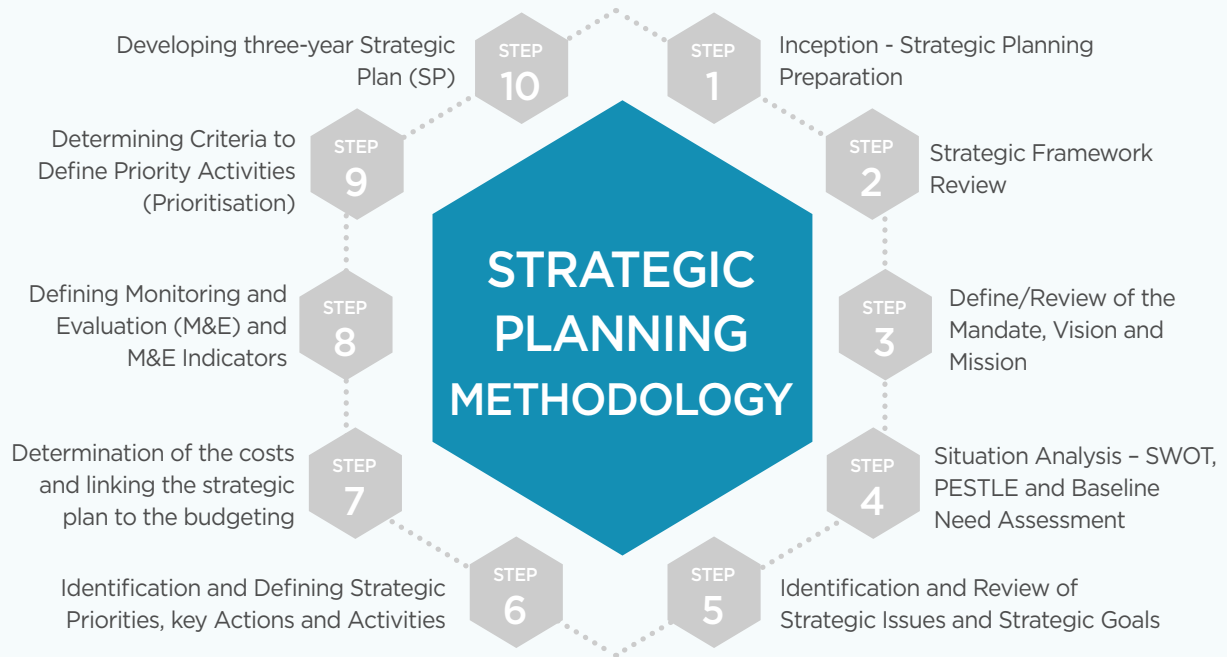 STRATEGIC
PLANNING
METHODOLOGY
STEP
1
Inception - Strategic Planning
Preparation
STEP
2
Strategic Framework
Review
STEP
3
Define/Review of the
Mandate, Vision and
Mission
STEP
4
Situation Analysis – SWOT,
PESTLE and Baseline
Need Assessment
STEP
5
Identification and Review of
Strategic Issues and Strategic Goals
STEP
6
Identification and Defining Strategic
Priorities, key Actions and Activities
STEP
7
Determination of the costs
and linking the strategic
plan to the budgeting
STEP
8
Defining Monitoring and
Evaluation (M&E) and
M&E Indicators
STEP
9
Determining Criteria to
Define Priority Activities
(Prioritisation)
STEP
10
Developing three-year Strategic
Plan (SP)